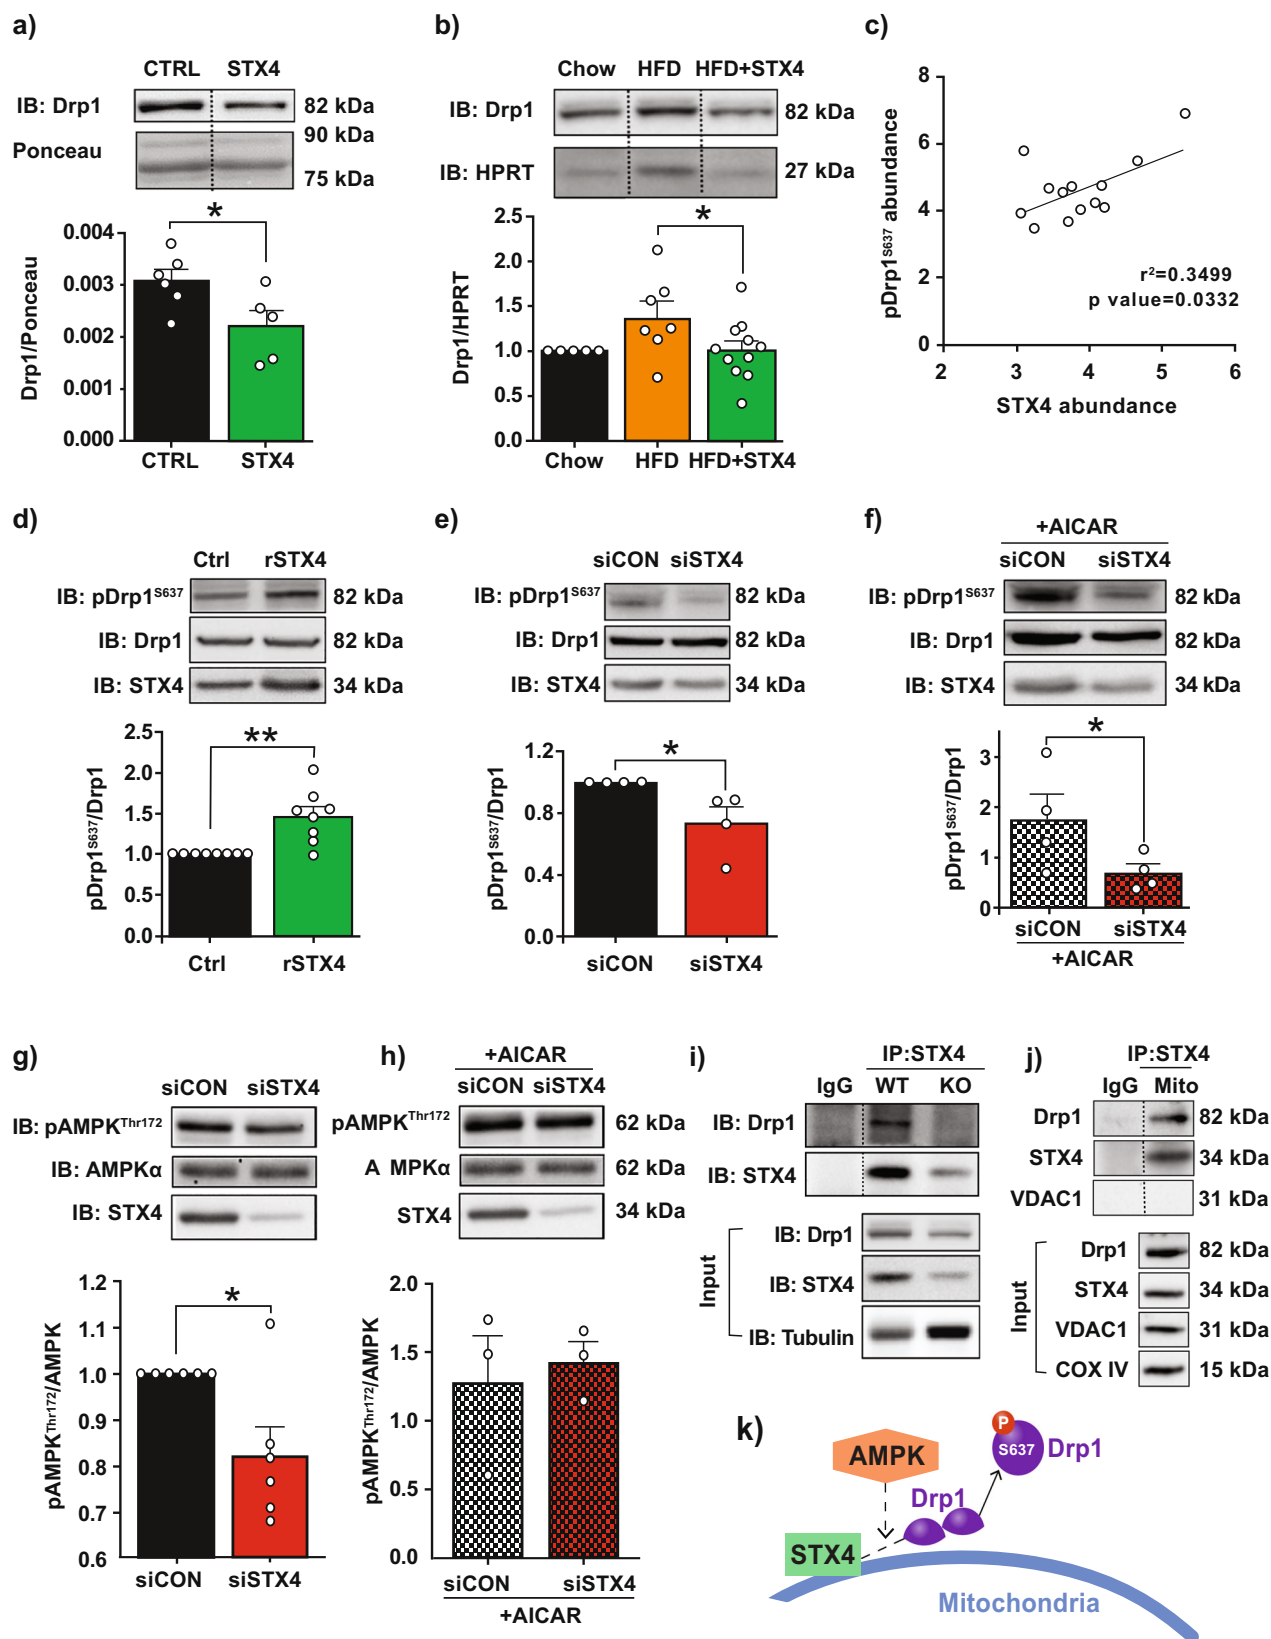 a)
CTRL STX4
IB: Drp1 82 kDa
90 kDa
Ponceau
75 kDa
*
0.004
0.003
0.002
0.001
0.000
Drp1/Ponceau
CTRL STX4
b)
Chow HFD HFD+STX4
IB: Drp1 82 kDa
IB: HPRT 27 kDa
*
2.5
2.0
1.5
1.0
0.5
0.0
Drp1/HPRT
Chow HFD HFD+STX4
c)
8
6
4
2
0
pDrp1S637 abundance
r2=0.3499
p value=0.0332
2 3 4 5 6
STX4 abundance
d)
Ctrl rSTX4
IB: pDrp1S637 82 kDa
IB: Drp1 82 kDa
IB: STX4 34 kDa
**
2.5
2.0
1.5
1.0
0.5
0.0
pDrp1S637/Drp1
Ctrl rSTX4
e)
siCON siSTX4
IB: pDrp1S637 82 kDa
IB: Drp1 82 kDa
IB: STX4 34 kDa
*
1.2
0.8
0.4
0.0
pDrp1S637/Drp1
siCON siSTX4
f)
+AICAR
siCON siSTX4
IB: pDrp1S637 82 kDa
IB: Drp1 82 kDa
IB: STX4 34 kDa
*
3
2
1
0
pDrp1S637/Drp1
siCON siSTX4
+AICAR
g)
siCON siSTX4
IB: pAMPKThr172
IB: AMPKα
IB: STX4
*
1.2
1.1
1.0
0.9
0.8
0.7
0.6
pAMPKThr172/AMPK
siCON siSTX4
h)
+AICAR
siCON siSTX4
pAMPKThr172 62 kDa
A MPKα 62 kDa
STX4 34 kDa
2.0
1.5
1.0
0.5
0.0
pAMPKThr172/AMPK
siCON siSTX4
+AICAR
i)
IP:STX4
IgG WT KO
IB: Drp1
IB: STX4
Input
IB: Drp1
IB: STX4
IB: Tubulin
j)
IP:STX4
IgG Mito
Drp1 82 kDa
STX4 34 kDa
VDAC1 31 kDa
Input
Drp1 82 kDa
STX4 34 kDa
VDAC1 31 kDa
COX IV 15 kDa
k)
P
S637 Drp1
AMPK
Drp1
STX4
Mitochondria